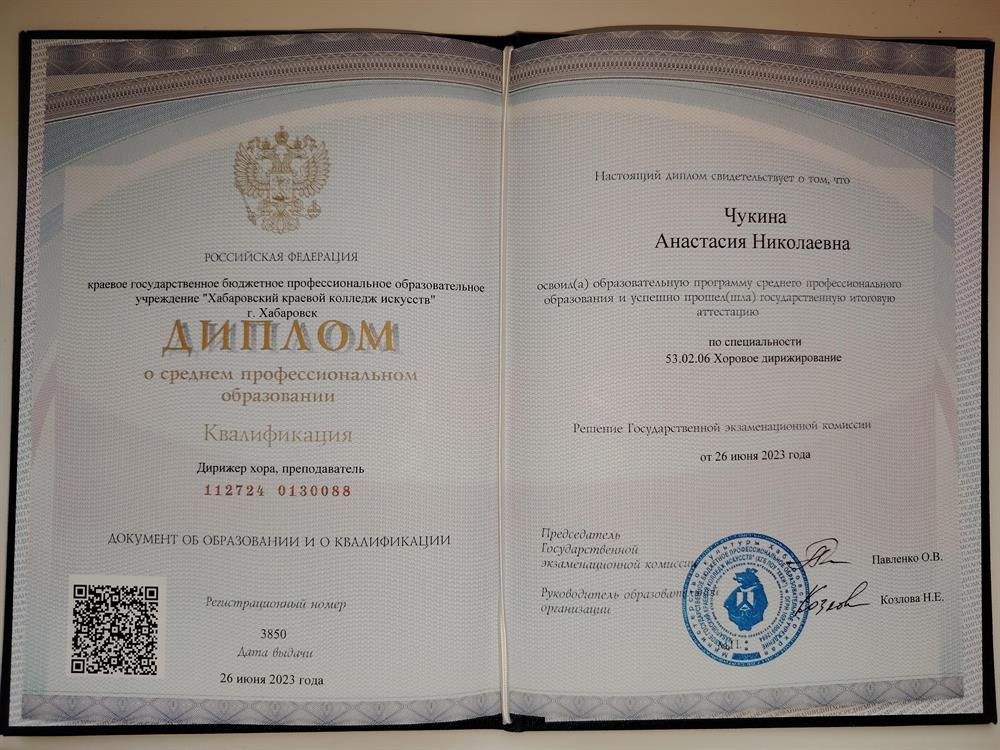 РОССИЙСКАЯ ФЕДЕРАЦИЯ
краевое государственное бюджетное профессиональное образовательное
учреждение "Хабаровский краевой колледж искусств"
г. Хабаровск
ДИПЛОМ
о среднем профессиональном
образовании
Квалификация
Дирижер хора, преподаватель
112724 0130088
ДОКУМЕНТ ОБ ОБРАЗОВАНИИ И О КВАЛИФИКАЦИИ
Регистрационный номер
3850
Дата выдачи
26 июня 2023 года
Настоящий диплом свидетельствует о том, что
Чукина
Анастасия Николаевна
освоил(а) образовательную программу среднего профессионального
образования и успешно прошел(шла) государственную итоговую
аттестацию
по специальности
53.02.06 Хоровое дирижирование
Решение Государственной экзаменационной комиссии
от 26 июня 2023 года
Председатель
Государственной
экзаменационной комиссии
Павленко О.В.
Руководитель образовательной
организации
Козлов
Козлова Н.Е.
М.П.